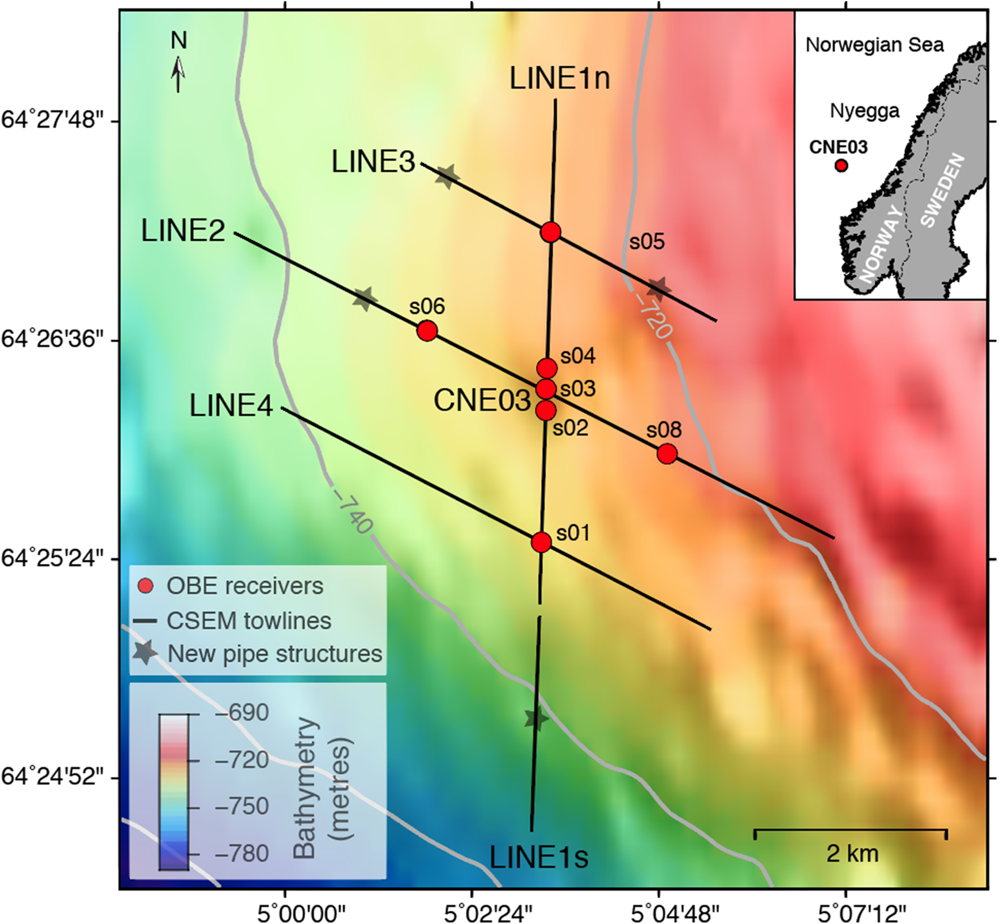 N
Norwegian Sea
Nyegga
CNE03
NORWAY
SWEDEN
LINE1n
64°27'48"
LINE3
LINE2
s05
–720
s06
64°26'36"
s04
s03
CNE03
s02
LINE4
s08
–740
s01
64°25'24"
OBE receivers
CSEM towlines
New pipe structures
–690
–720
–750
–780
Bathymetry
(metres)
64°24'52"
LINE1s
2 km
5°00'00"
5°02'24"
5°04'48"
5°07'12"